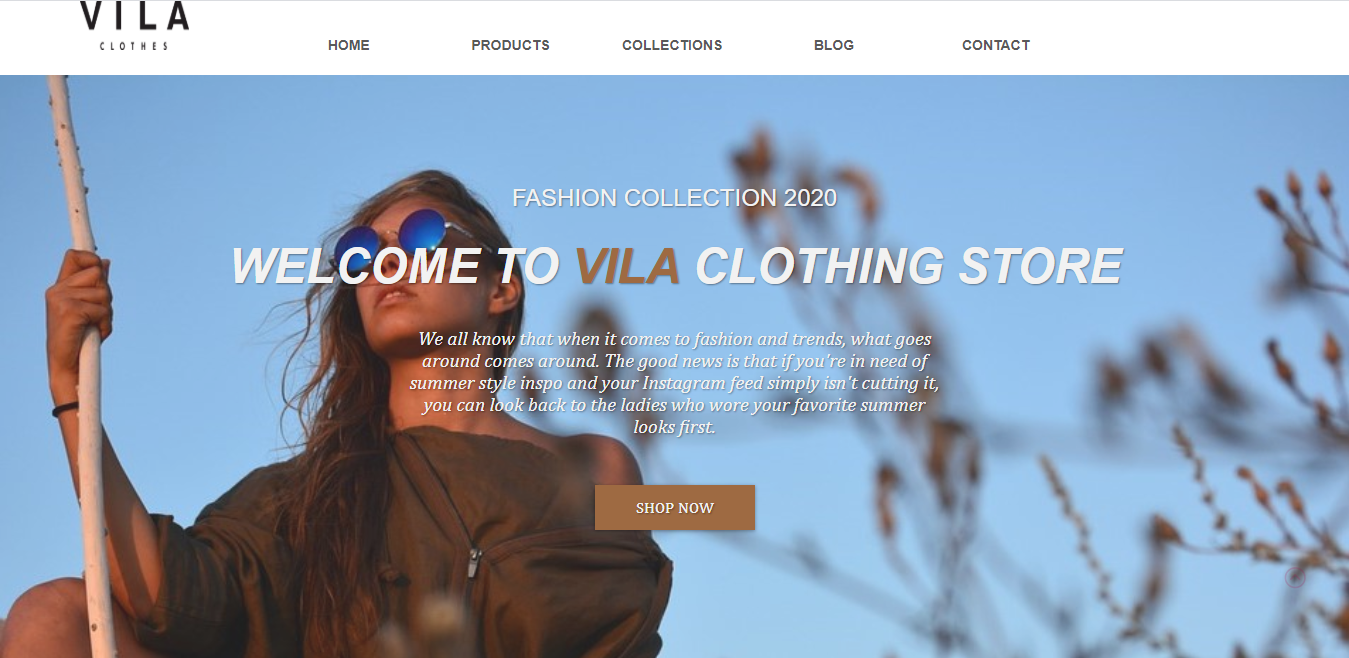 VILA
CLOTHES
HOME PRODUCTS COLLECTIONS BLOG CONTACT
FASHION COLLECTION 2020
WELCOME TO VILA CLOTHING STORE
We all know that when it comes to fashion and trends, what goes
around comes around. The good news is that if you're in need of
summer style inspo and your Instagram feed simply isn't cutting it,
you can look back to the ladies who wore your favorite summer
looks first.
SHOP NOW